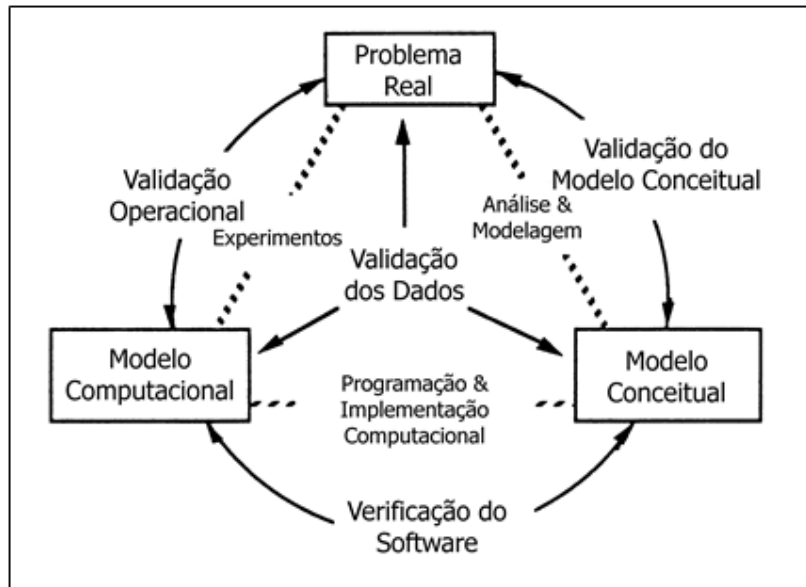 Problema
Real
Validação
Operacional
Validação do
Modelo Conceitual
Experimentos
Análise &
Modelagem
Validação
dos Dados
Modelo
Computacional
Programação &
Implementação
Computacional
Modelo
Conceitual
Verificação do
Software